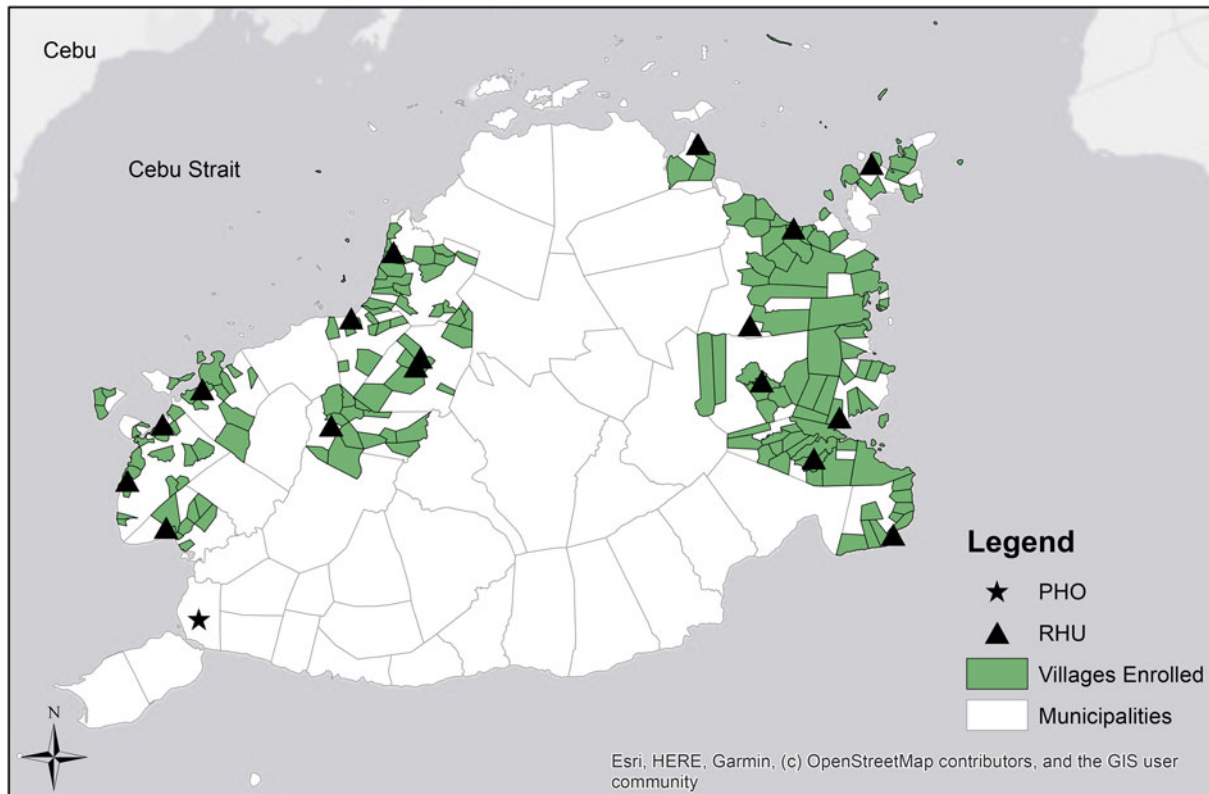 Cebu
Cebu Strait
Legend
PHO
RHU
Villages Enrolled
Municipalities
N
Esri, HERE, Garmin, (c) OpenStreetMap contributors, and the GIS user
community